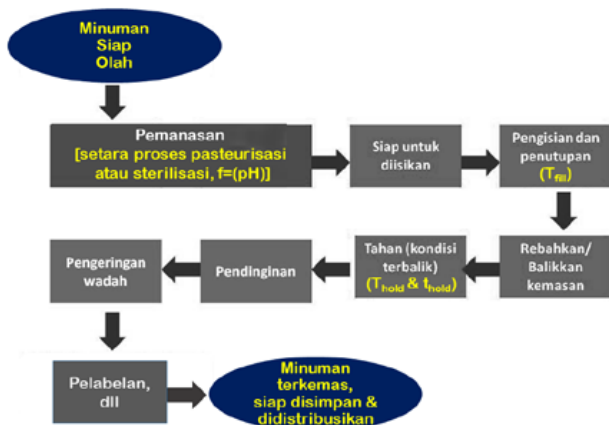 Minuman
Siap
Olah
Pemanasan
[setara proses pasteurisasi
atau sterilisasi, f=(pH)]
Siap untuk
diisikan
Pengisian dan
penutupan
(Tfill)
Rebahkan/
Balikkan
kemasan
Tahan (kondisi
terbalik)
(Thold & thold)
Pendinginan
Pengeringan
wadah
Pelabelan,
dll
Minuman
terkemas,
siap disimpan &
didistribusikan